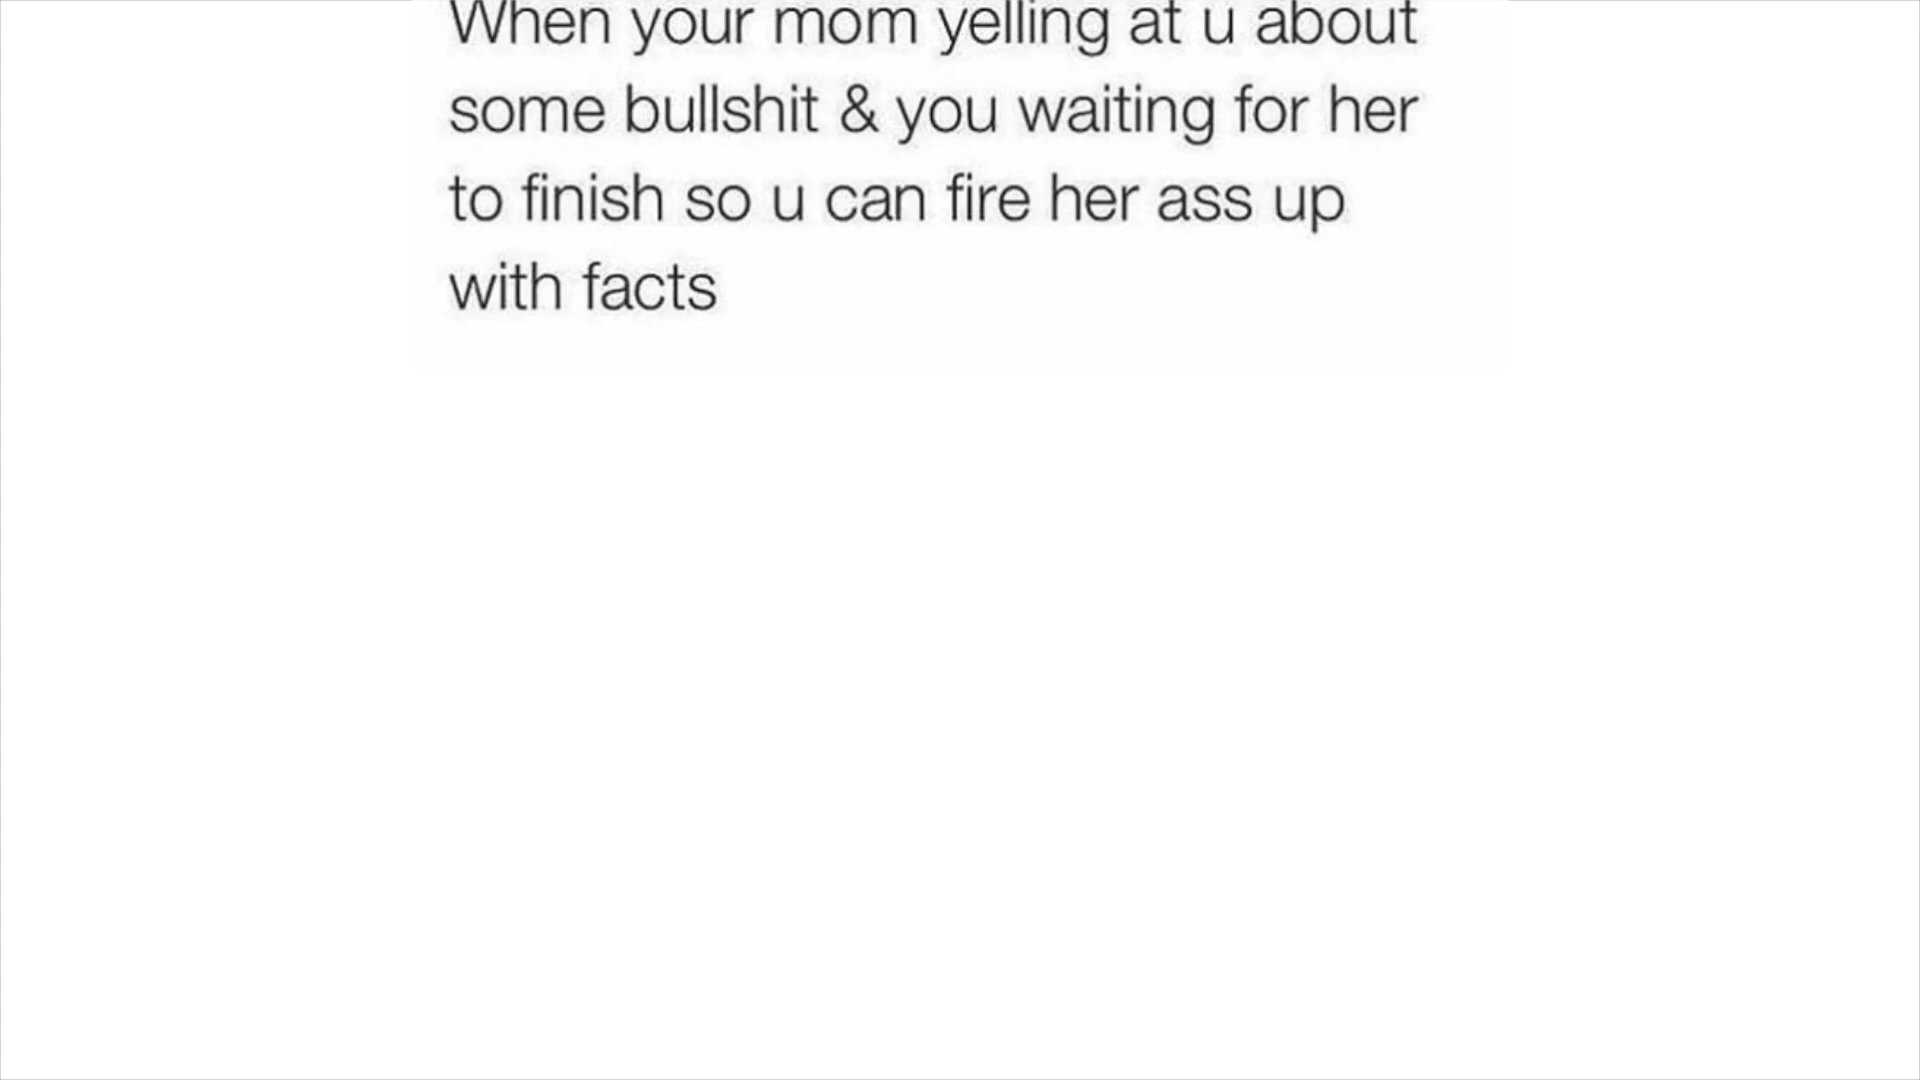 When your mom yelling at u about
some bullshit & you waiting for her
to finish so u can fire her ass up
with facts